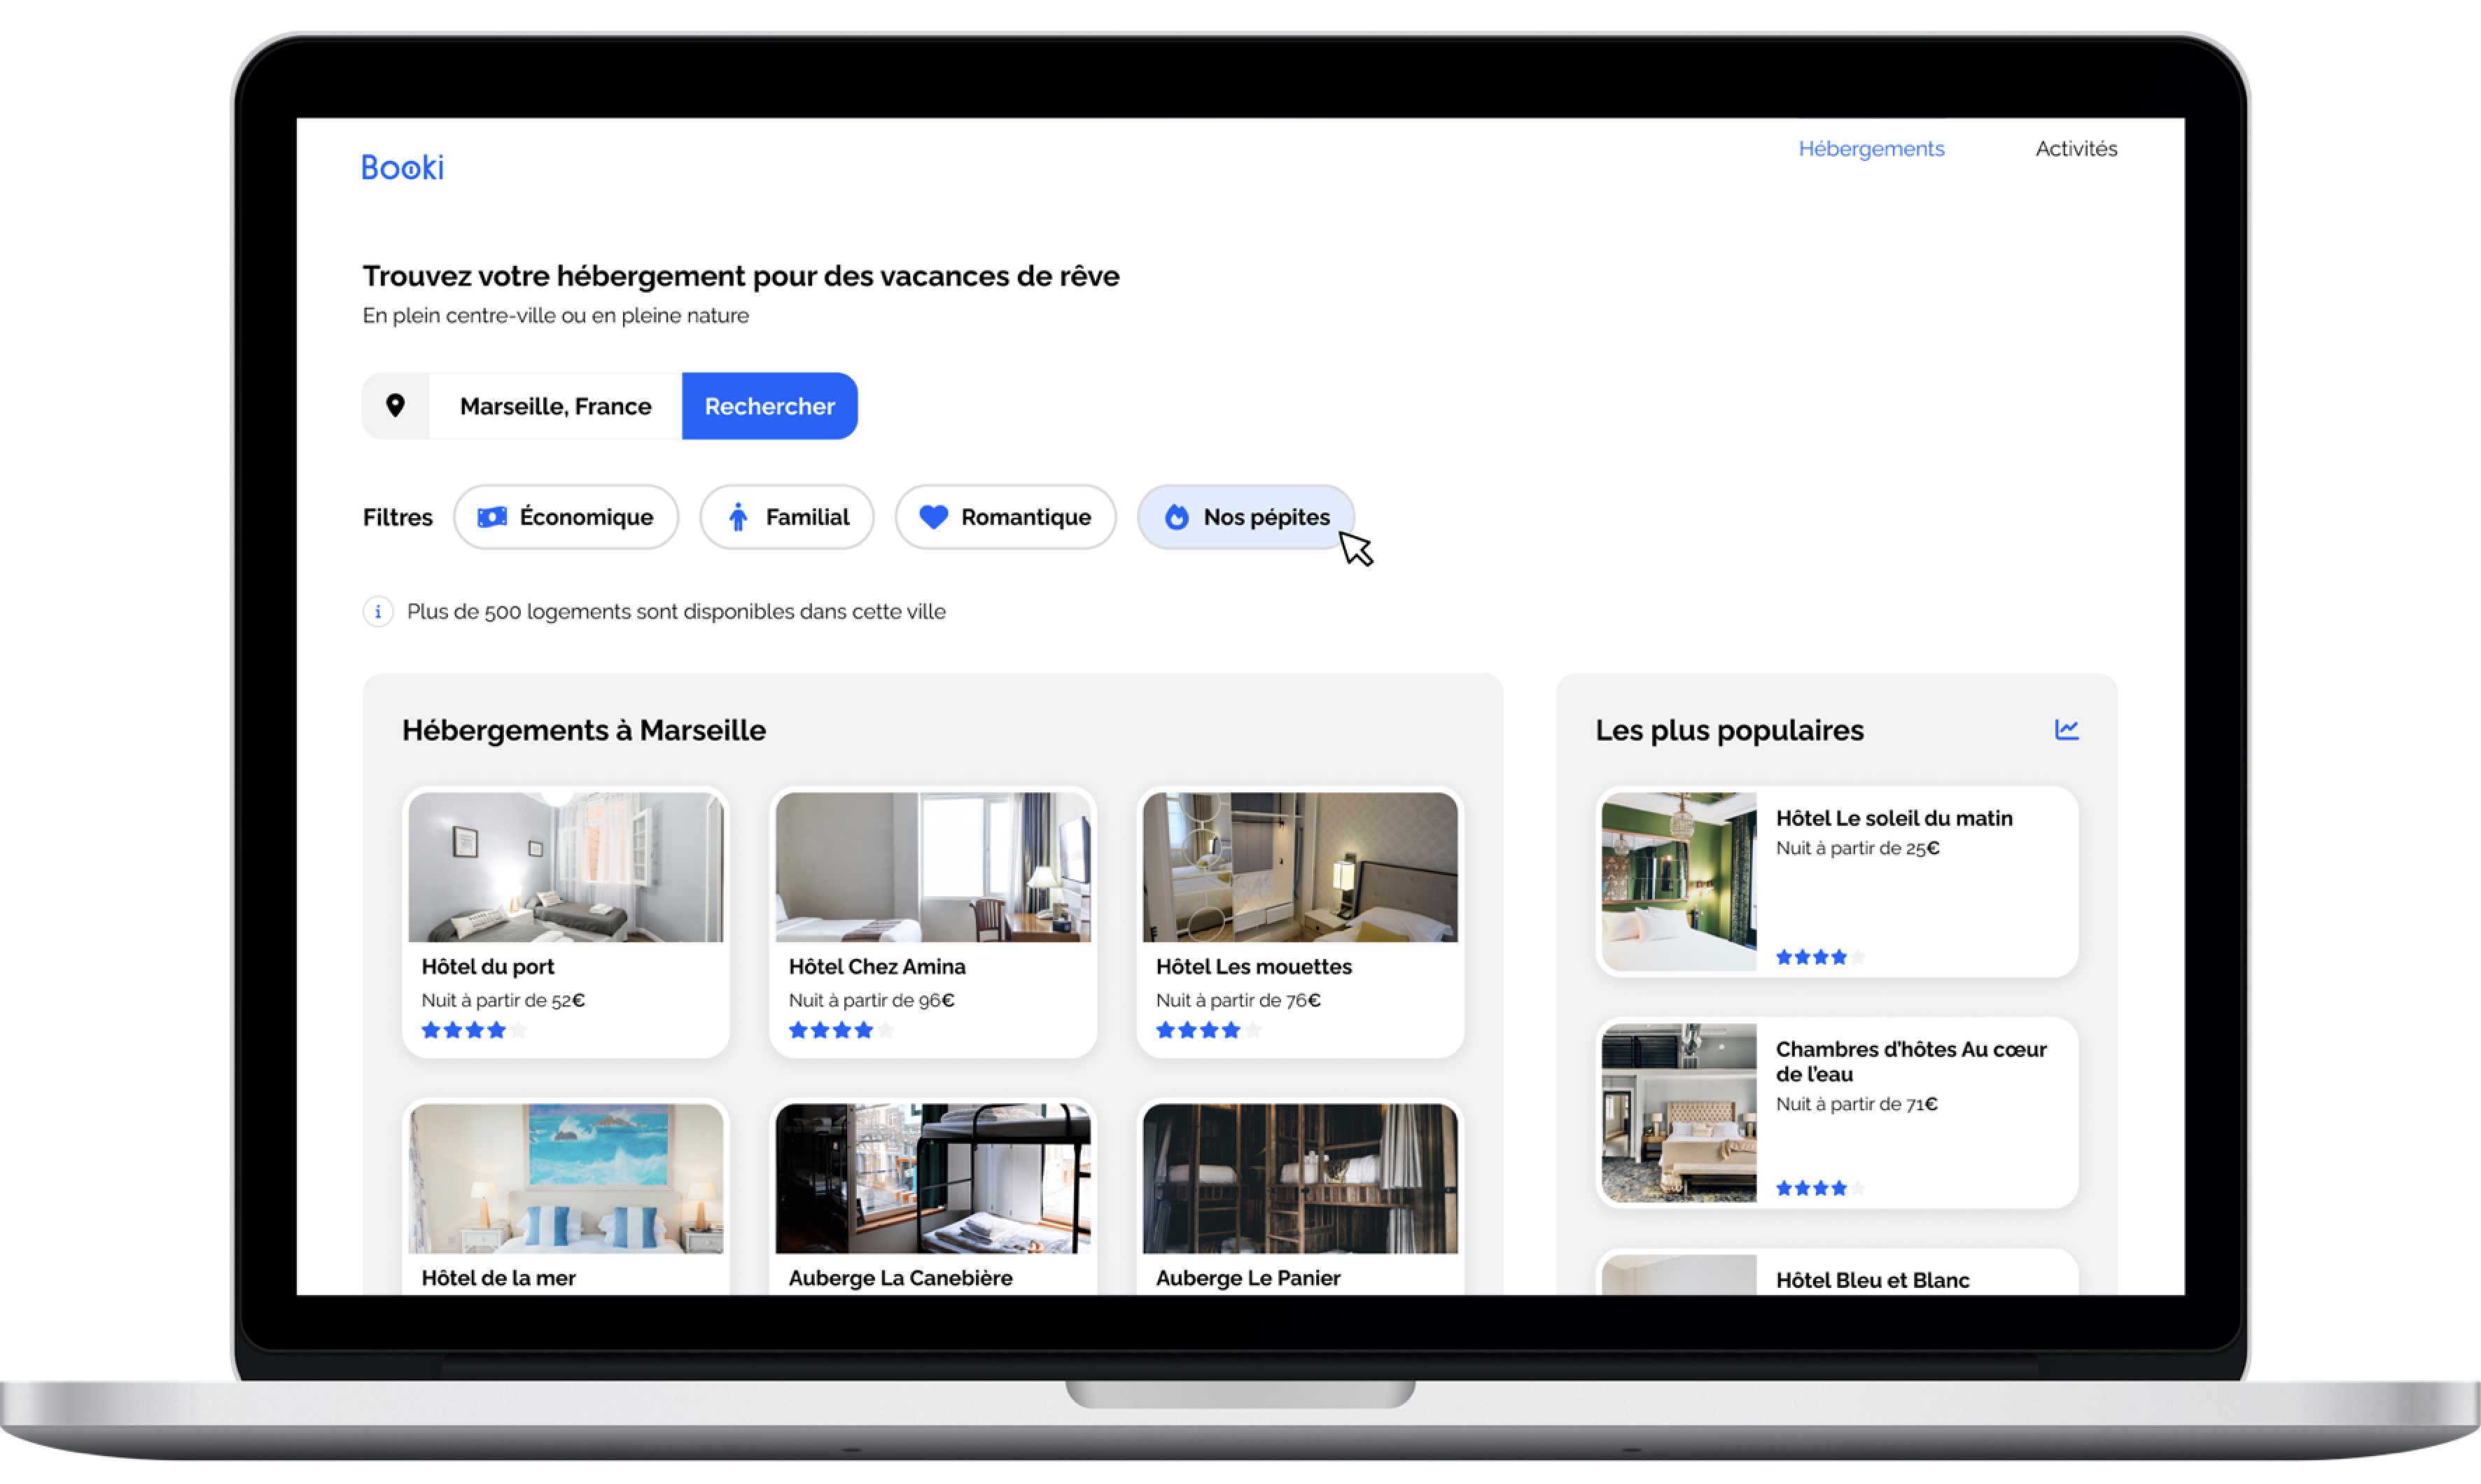 Booki
Hébergements
Activités
Trouvez votre hébergement pour des vacances de rêve
En plein centre-ville ou en pleine nature
Marseille, France
Rechercher
Filtres
Économique
Familial
Romantique
Nos pépites
i
Plus de 500 logements sont disponibles dans cette ville
Hébergements à Marseille
Hôtel du port
Nuit à partir de 52€
Hôtel Chez Amina
Nuit à partir de 96€
Hôtel Les mouettes
Nuit à partir de 76€
Hôtel de la mer
Auberge La Canebière
Auberge Le Panier
Les plus populaires
Hôtel Le soleil du matin
Nuit à partir de 25€
Chambres d’hôtes Au cœur
de l’eau
Nuit à partir de 71€
Hôtel Bleu et Blanc